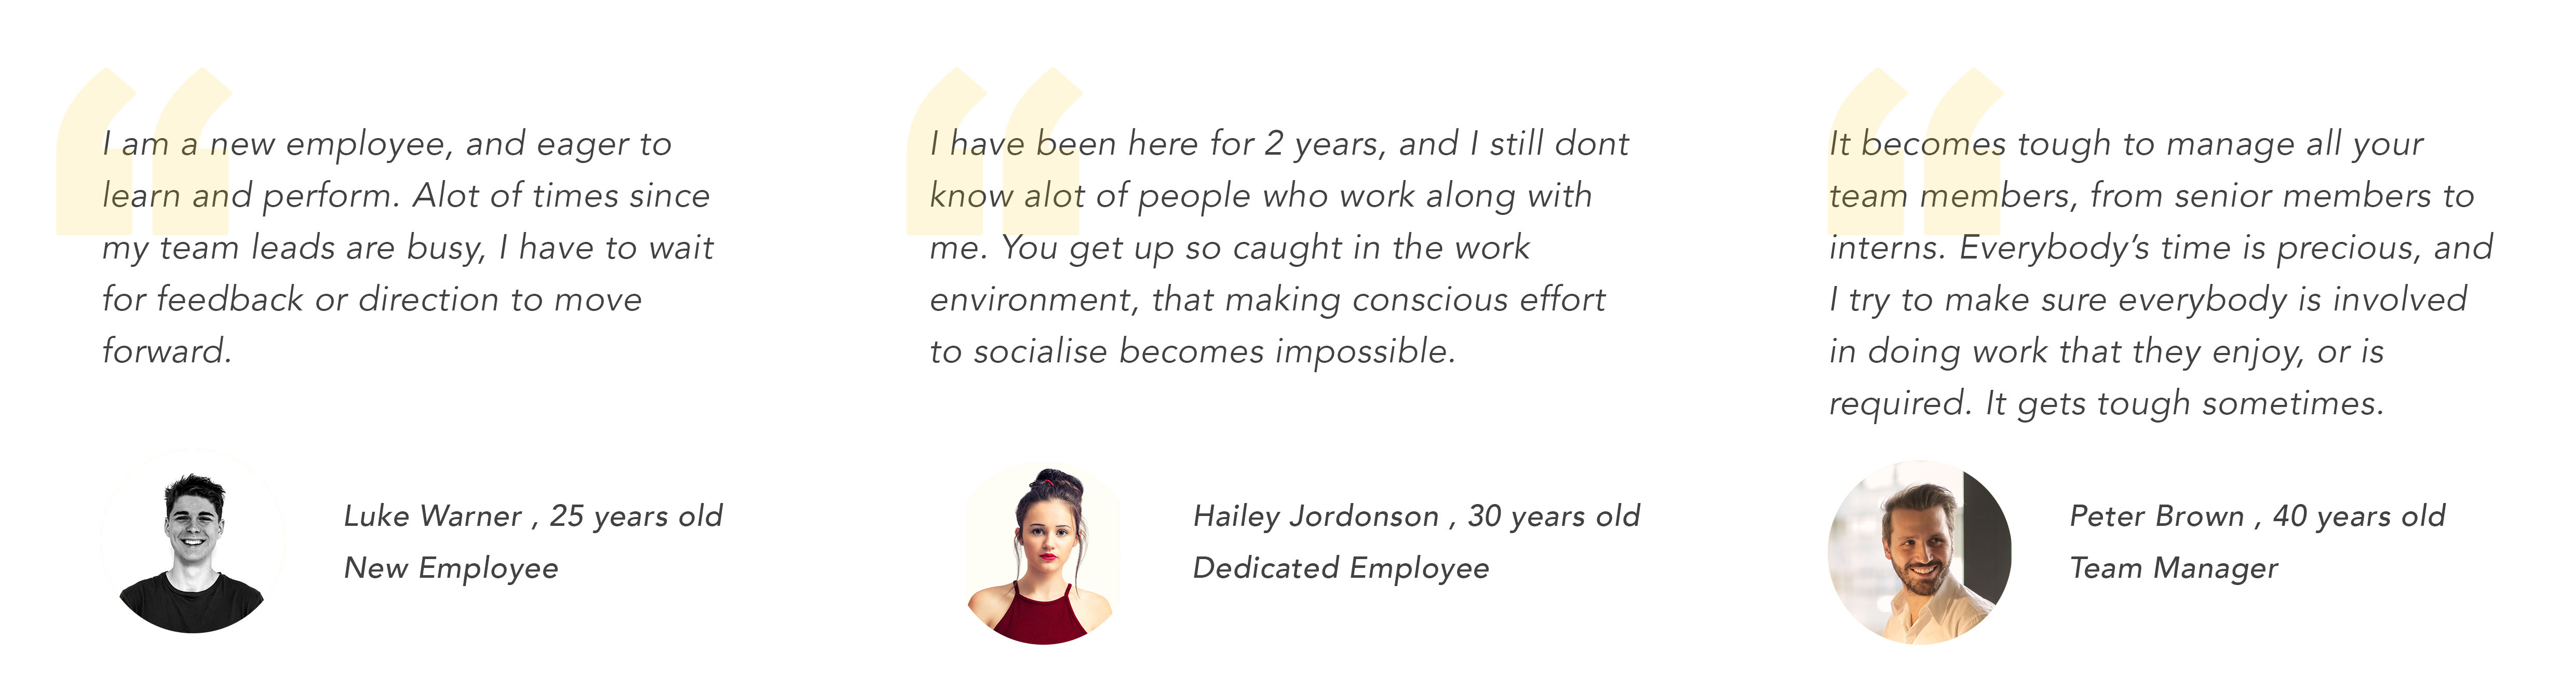 I am a new employee, and eager to
learn and perform. Alot of times since
my team leads are busy, I have to wait
for feedback or direction to move
forward.
Luke Warner , 25 years old
New Employee
I have been here for 2 years, and I still dont
know alot of people who work along with
me. You get up so caught in the work
environment, that making conscious effort
to socialise becomes impossible.
Hailey Jordonson , 30 years old
Dedicated Employee
It becomes tough to manage all your
team members, from senior members to
interns. Everybody’s time is precious, and
I try to make sure everybody is involved
in doing work that they enjoy, or is
required. It gets tough sometimes.
Peter Brown , 40 years old
Team Manager